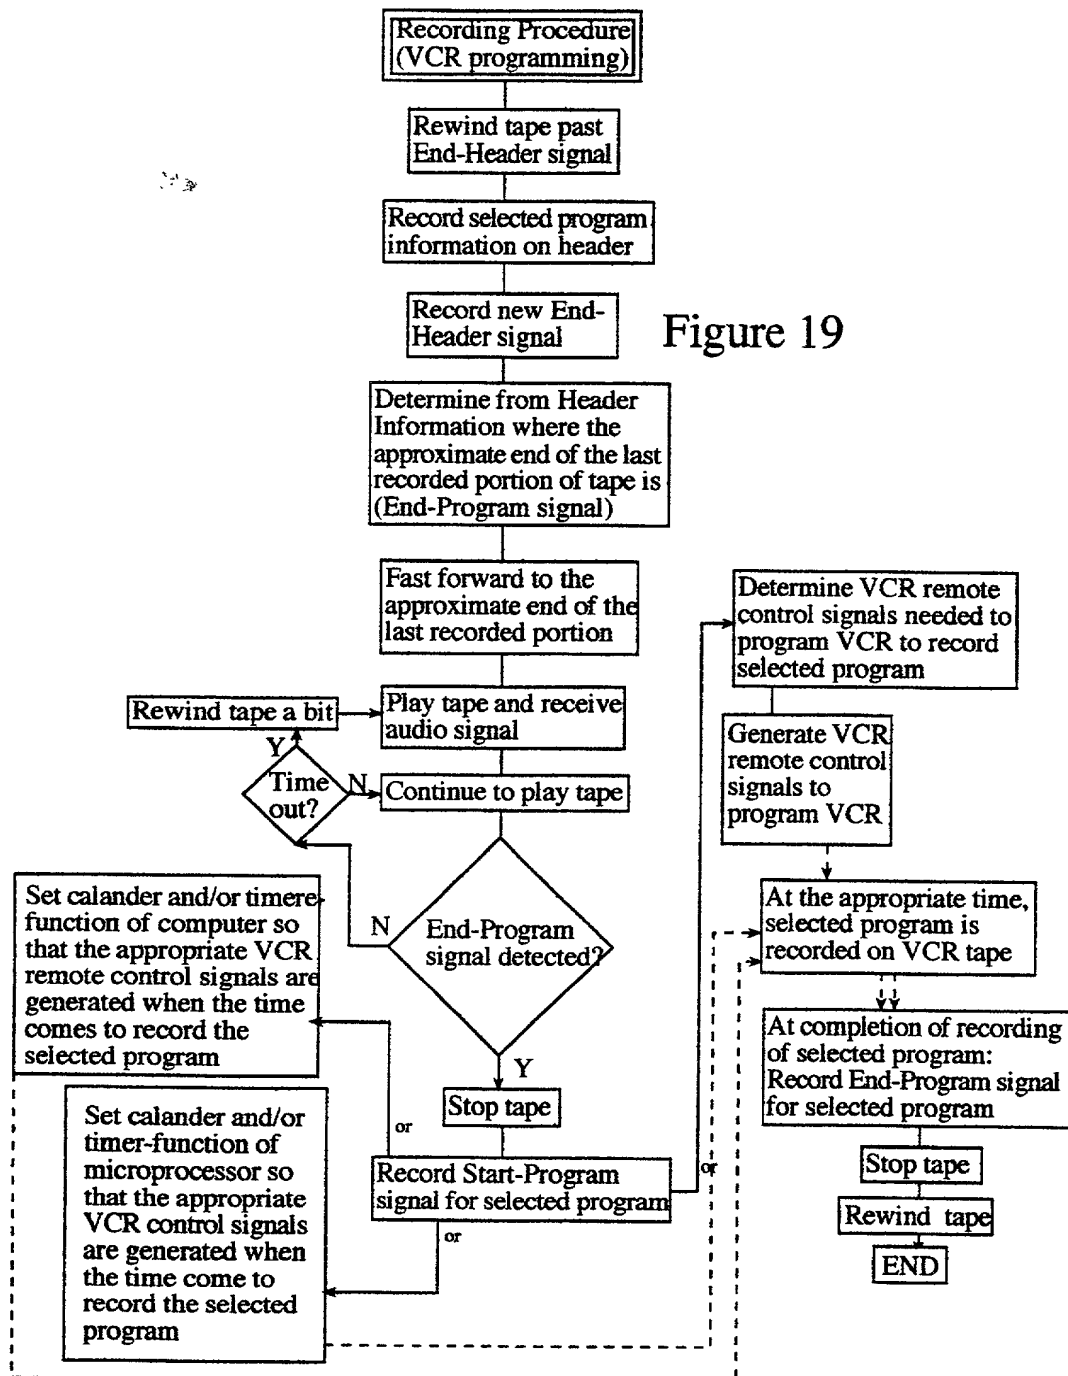 Recording Procedure
(VCR programming)
Rewind tape past
End-Header signal
Record selected program
information on header
Record new End-
Header signal
Figure 19
Determine from Header
Information where the
approximate end of the last
recorded portion of tape is
(End-Program signal)
Fast forward to the
approximate end of the
last recorded portion
Rewind tape a bit
Play tape and receive
audio signal
Y
Time
out?
N
Continue to play tape
End-Program
signal detected?
N
Y
Stop tape
Record Start-Program
signal for selected program
or
Set calander and/or timere-
function of computer so
that the appropriate VCR
remote control signals are
generated when the time
comes to record the
selected program
or
Set calander and/or
timer-function of
microprocessor so
that the appropriate
VCR control signals
are generated when
the time come to
record the selected
program
or
Determine VCR remote
control signals needed to
program VCR to record
selected program
Generate VCR
remote control
signals to
program VCR
At the appropriate time,
selected program is
recorded on VCR tape
At completion of recording
of selected program:
Record End-Program signal
for selected program
Stop tape
Rewind tape
END